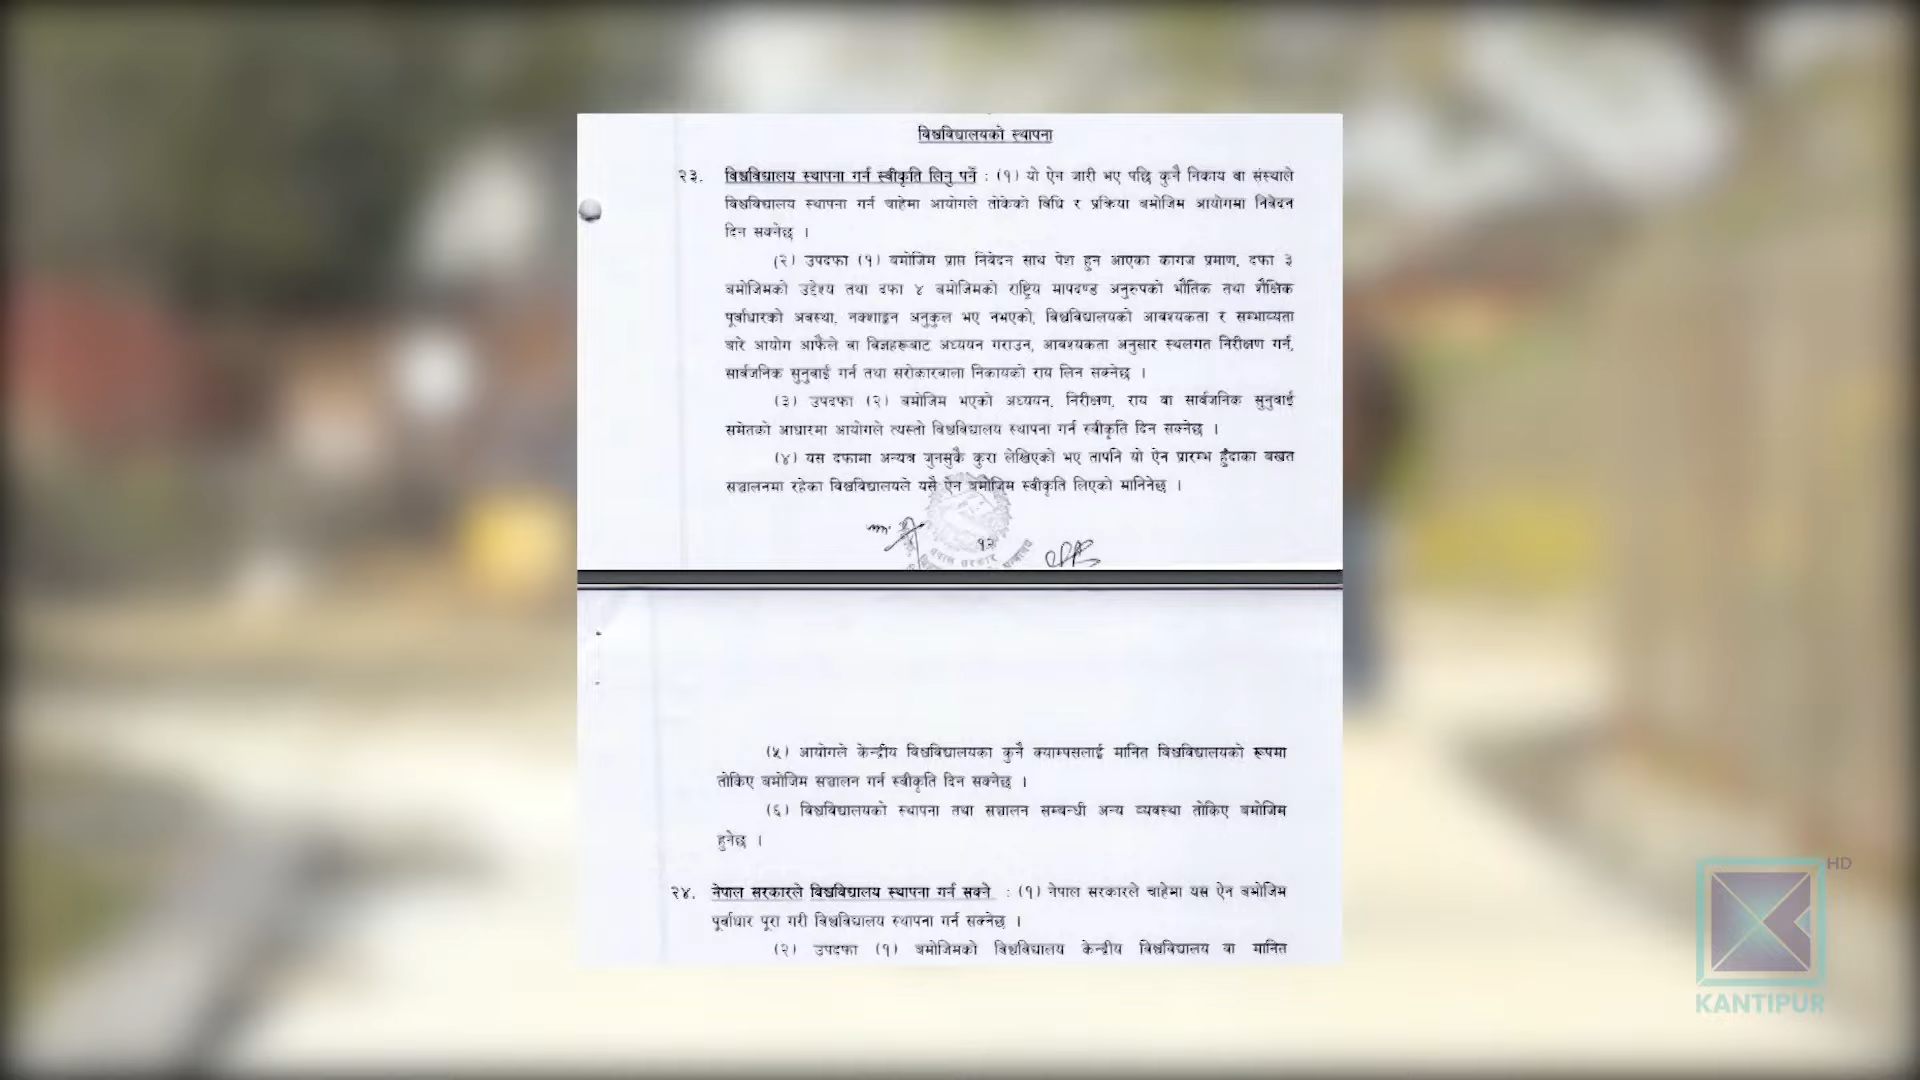 विश्वविद्यालयको स्थापना
२३. विश्वविद्यालय स्थापना गर्न स्वीकृति लिनु पर्ने : (१) यो ऐन जारी भए पछि कुनै निकाय वा संस्थाले
विश्वविद्यालय स्थापना गर्न चाहेमा आयोगले तोकेको विधि र प्रक्रिया बमोजिम आयोगमा निवेदन
दिन सक्नेछ ।
(२) उपदफा (१) बमोजिम प्राप्त निवेदन साथ पेश हुन आएका कागज प्रमाण, दफा ३
बमोजिमको उद्देश्य तथा दफा ४ बमोजिमको राष्ट्रिय मापदण्ड अनुरुपको भौतिक तथा शैक्षिक
पूर्वाधारको अवस्था, नक्शाङ्कन अनुकुल भए नभएको, विश्वविद्यालयको आवश्यकता र सम्भाव्यता
बारे आयोग आफैले वा विज्ञहरूबाट अध्ययन गराउन, आवश्यकता अनुसार स्थलगत निरीक्षण गर्न,
सार्वजनिक सुनुवाई गर्न तथा सरोकारवाला निकायको राय लिन सक्नेछ ।
(३) उपदफा (२) बमोजिम भएको अध्ययन, निरीक्षण, राय वा सार्वजनिक सुनुवाई
समेतको आधारमा आयोगले त्यस्तो विश्वविद्यालय स्थापना गर्न स्वीकृति दिन सक्नेछ ।
(४) यस दफामा अन्यत्र जुनसुकै कुरा लेखिएको भए तापनि यो ऐन प्रारम्भ हुँदाका बखत
सञ्चालनमा रहेका विश्वविद्यालयले यसै ऐन बमोजिम स्वीकृति लिएको मानिनेछ ।
१२
नेपाल सरकार
(५) आयोगले केन्द्रीय विश्वविद्यालयका कुनै क्याम्पसलाई मानित विश्वविद्यालयको रूपमा
तोकिए बमोजिम सञ्चालन गर्न स्वीकृति दिन सक्नेछ ।
(६) विश्वविद्यालयको स्थापना तथा सञ्चालन सम्बन्धी अन्य व्यवस्था तोकिए बमोजिम
हुनेछ ।
२४. नेपाल सरकारले विश्वविद्यालय स्थापना गर्न सक्ने : (१) नेपाल सरकारले चाहेमा यस ऐन बमोजिम
पूर्वाधार पूरा गरी विश्वविद्यालय स्थापना गर्न सक्नेछ ।
(२) उपदफा (१) बमोजिमको विश्वविद्यालय केन्द्रीय विश्वविद्यालय वा मानित
HD
KANTIPUR